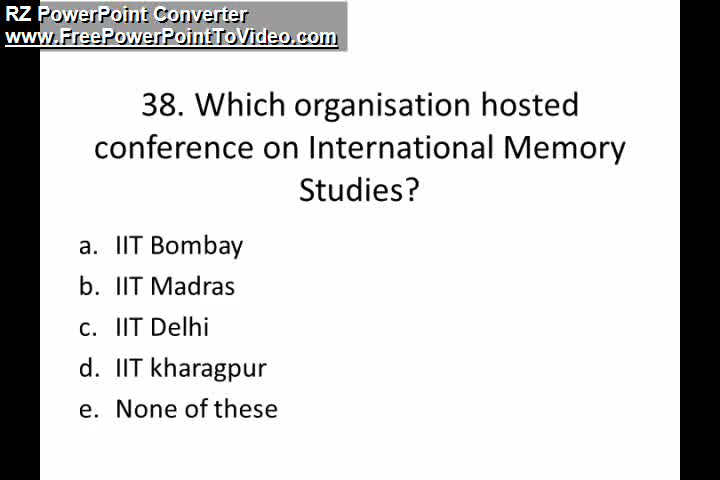 RZ PowerPoint Converter
www.FreePowerPointToVideo.com
38. Which organisation hosted
conference on International Memory
Studies?
a. IIT Bombay
b. IIT Madras
c. IIT Delhi
d. IIT kharagpur
e. None of these